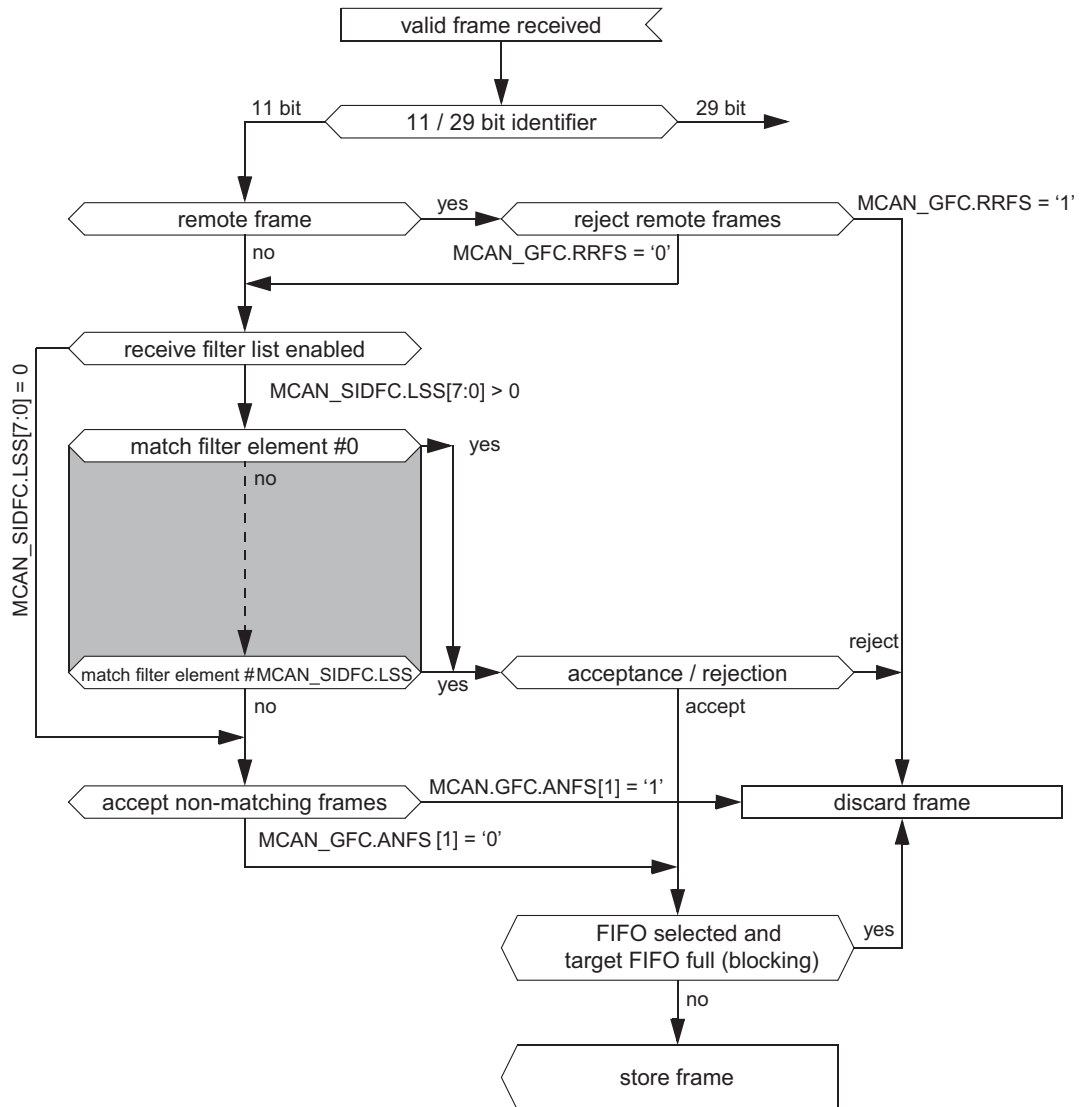 valid frame received
11 bit
11 / 29 bit identifier
29 bit
remote frame
yes
reject remote frames
MCAN_GFC.RRFS = ‘1’
no
MCAN_GFC.RRFS = ‘0’
receive filter list enabled
MCAN_SIDFC.LSS[7:0] = 0
MCAN_SIDFC.LSS[7:0] > 0
match filter element #0
yes
no
match filter element #MCAN_SIDFC.LSS
yes
acceptance / rejection
reject
no
accept
accept non-matching frames
MCAN.GFC.ANFS[1] = ‘1’
discard frame
MCAN_GFC.ANFS [1] = ‘0’
FIFO selected and
target FIFO full (blocking)
yes
no
store frame